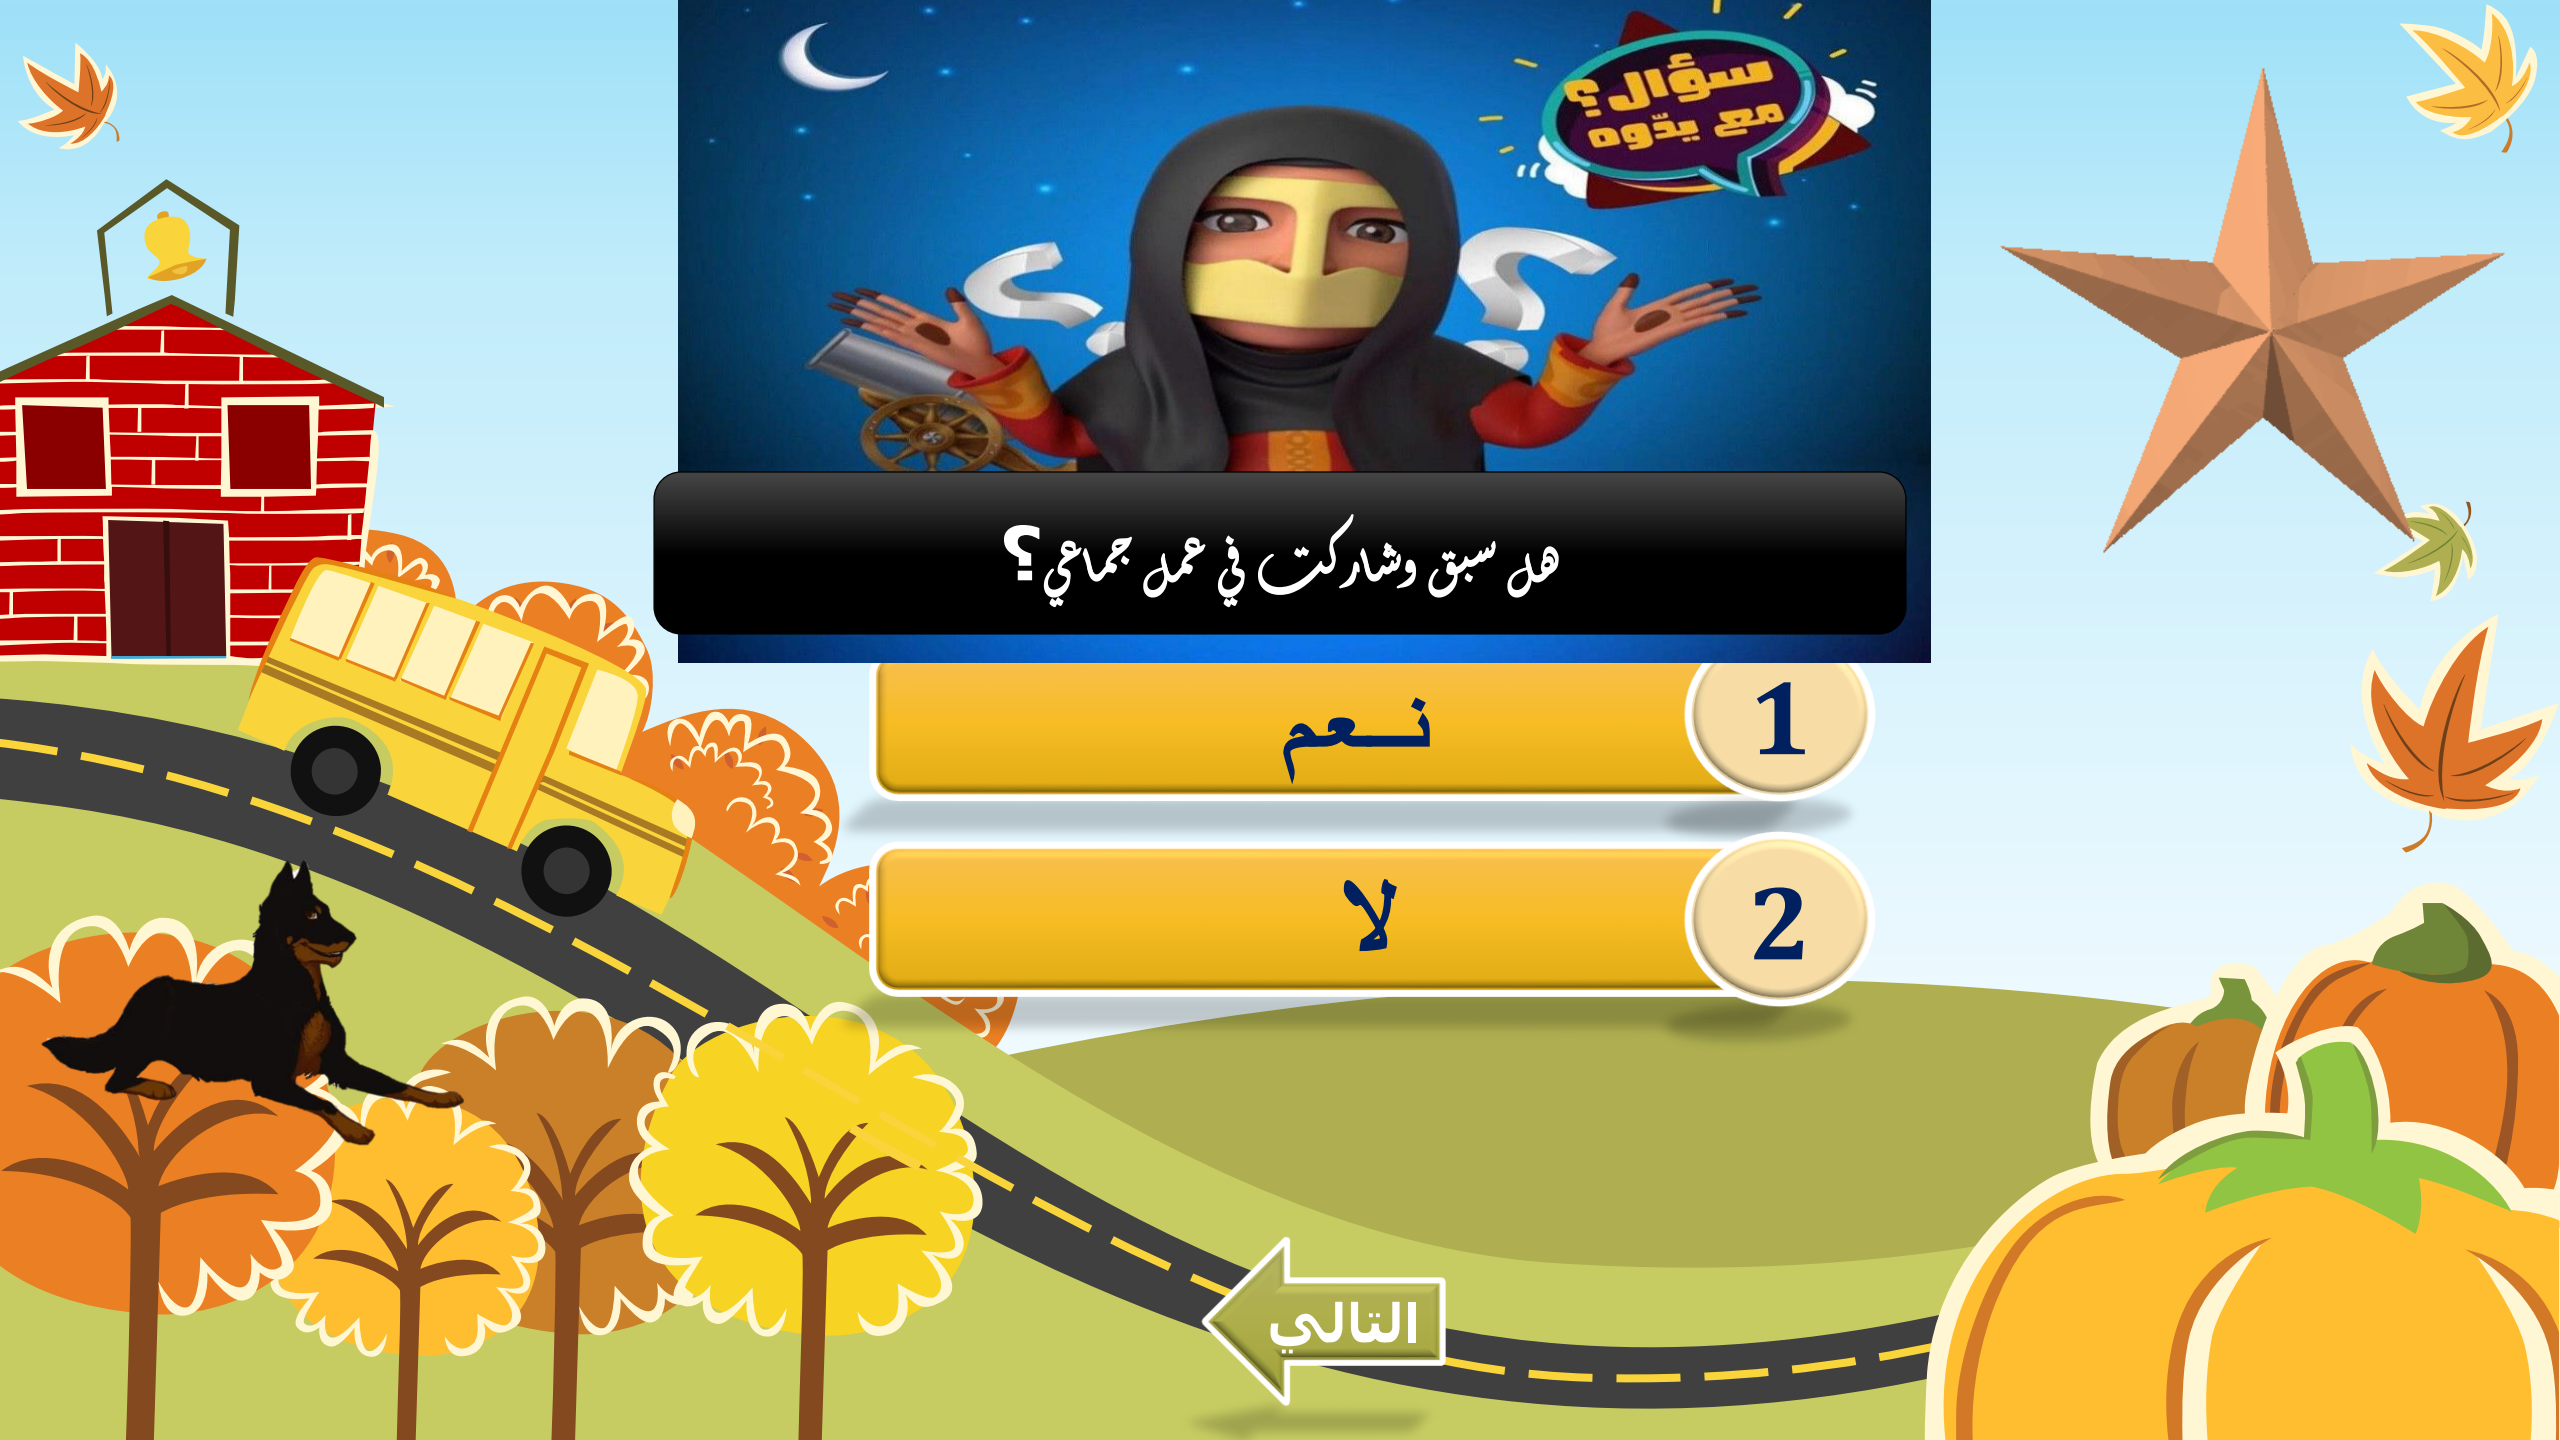 سؤال؟
مع يدّوه
هل سبق وشاركت في عمل جماعي؟
1
نــعم
2
لا
التالي